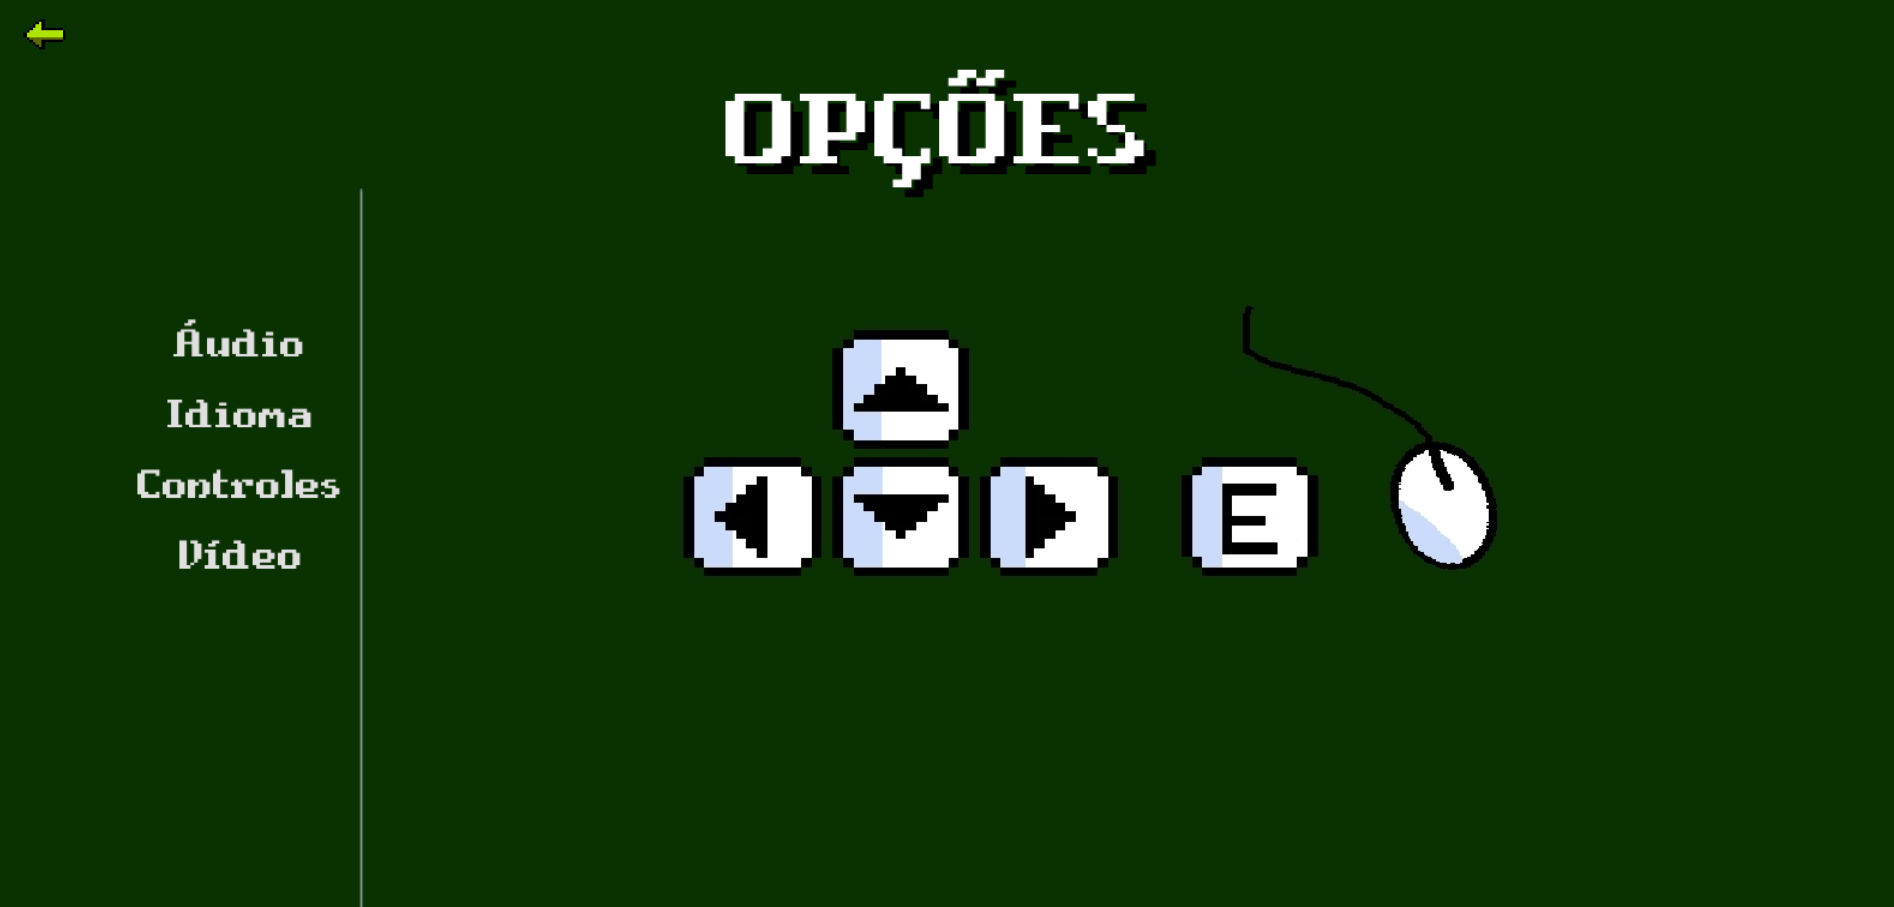 OPÇÕES
Áudio
Idioma
Controles
Vídeo
E